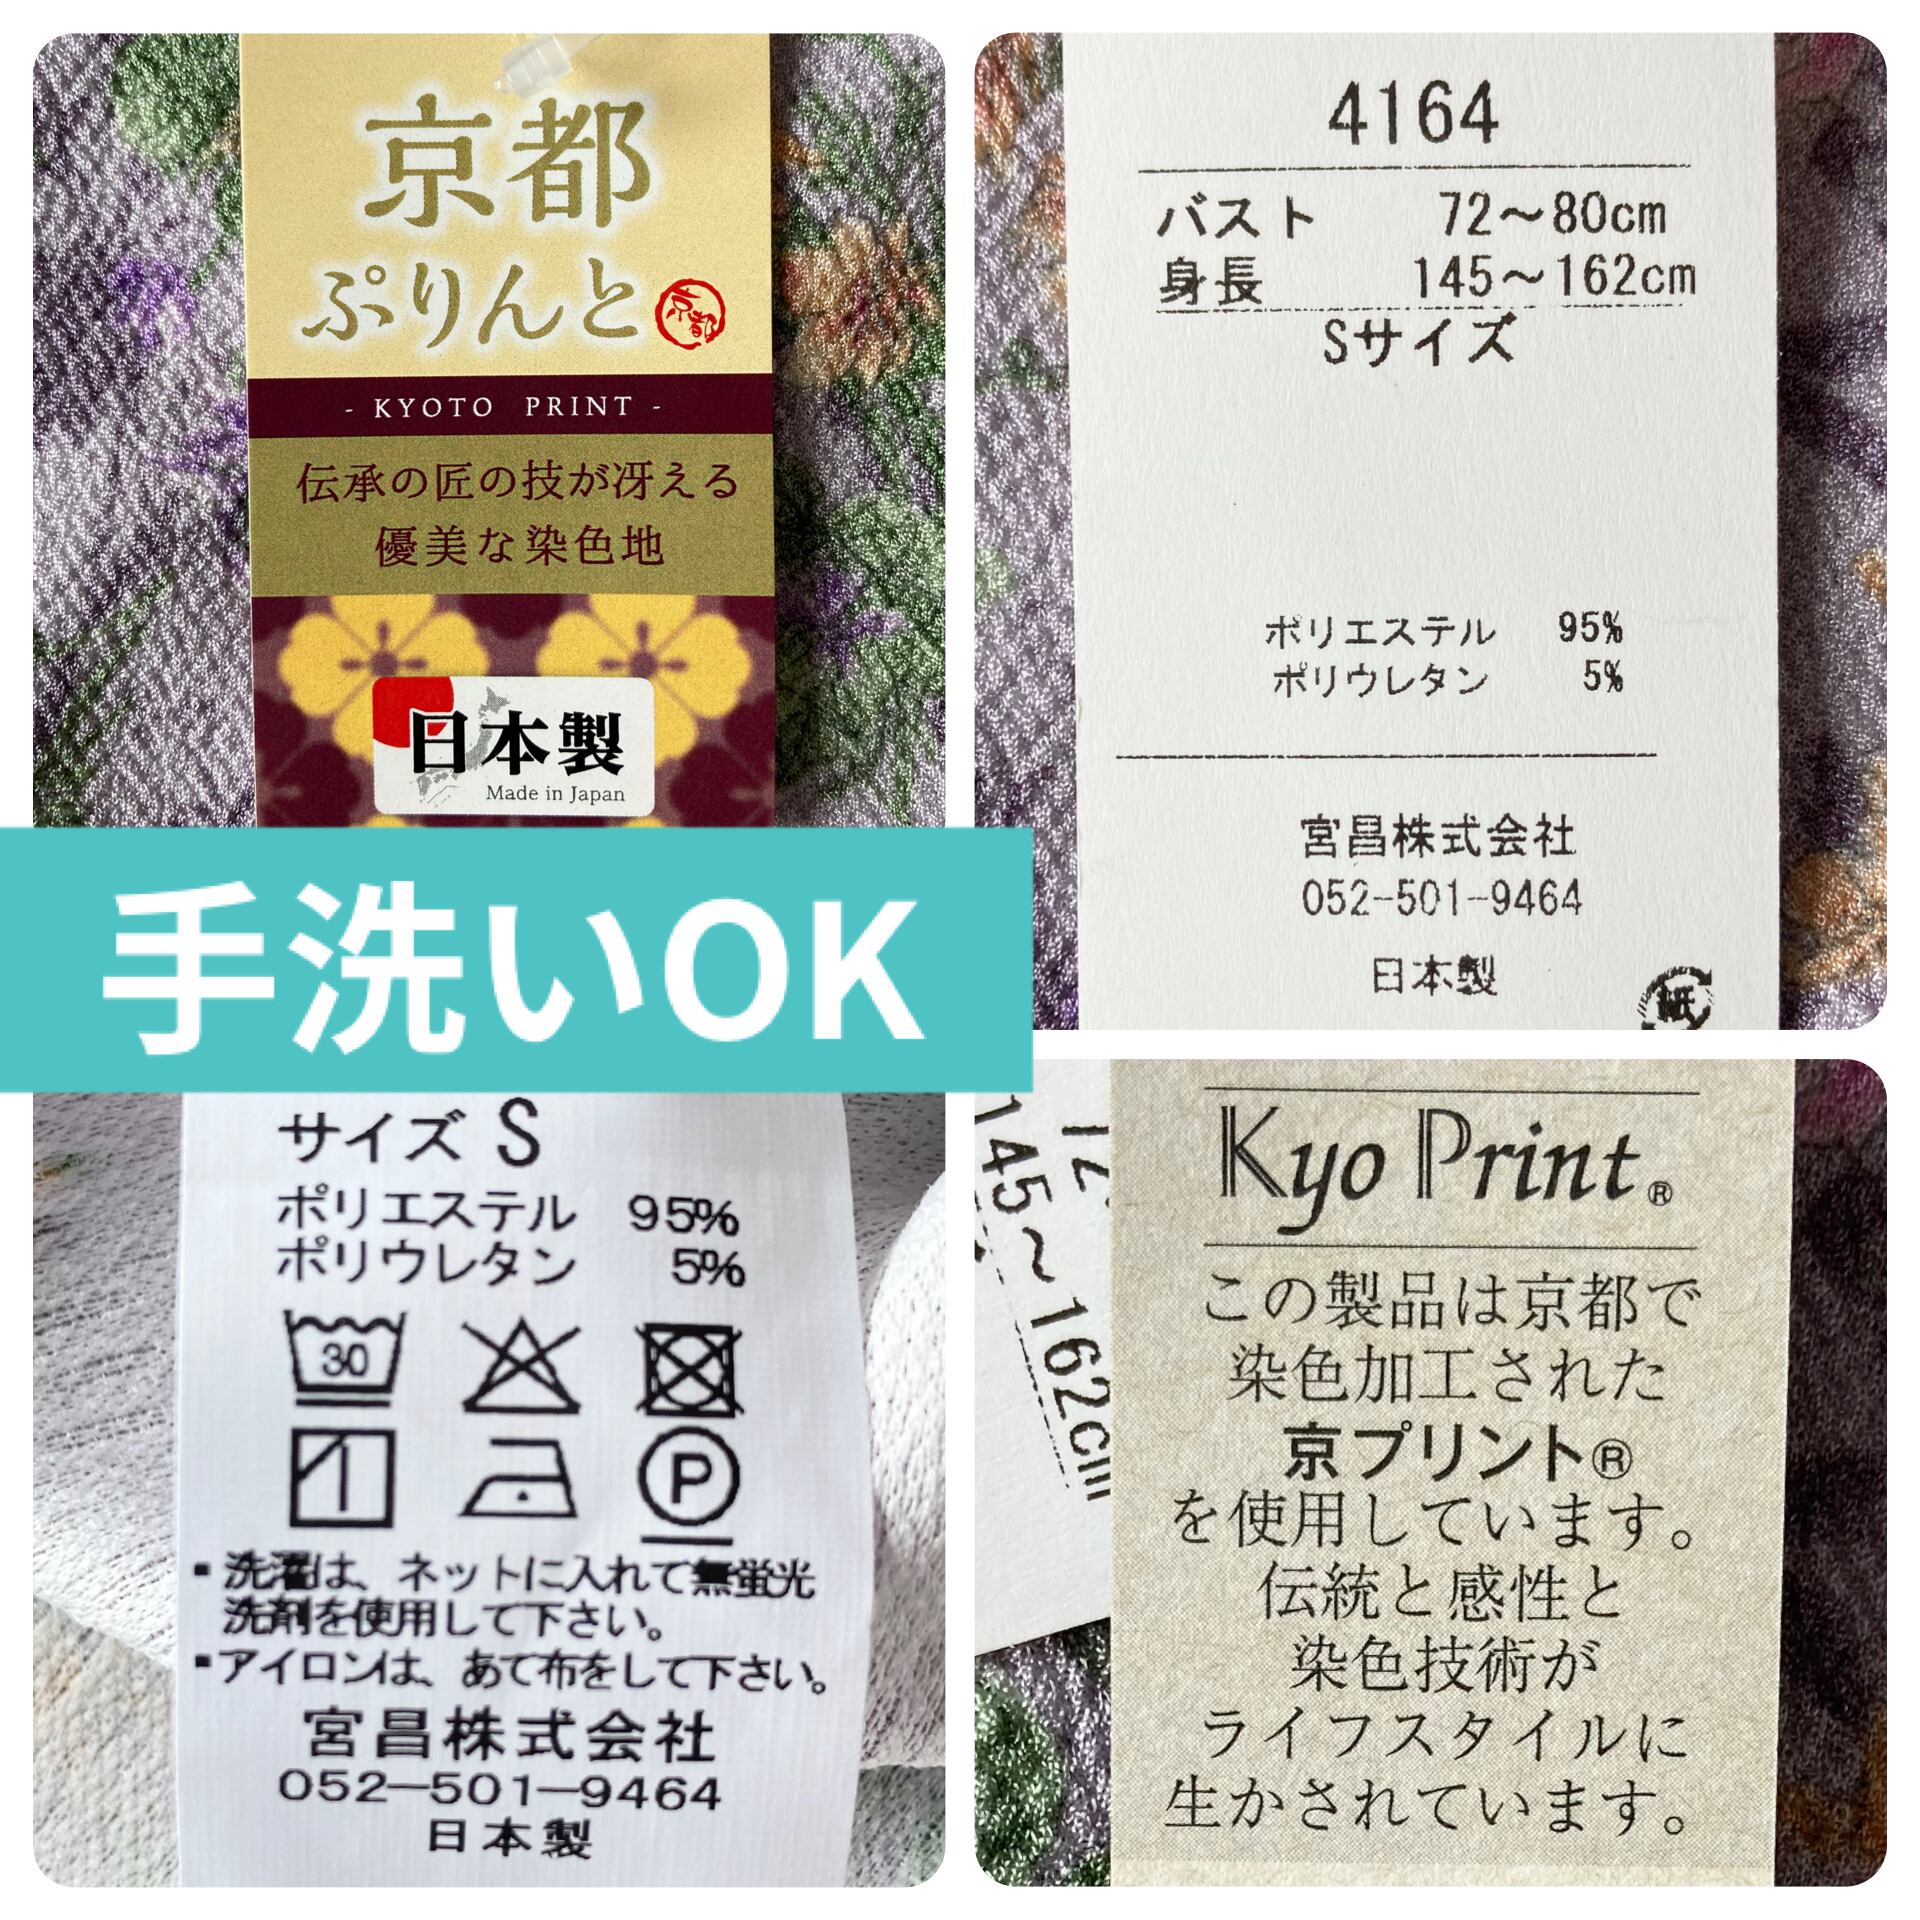 京都
ぷりんと
京都
- KYOTO PRINT -
伝承の匠の技が冴える
優美な染色地
日本製
Made in Japan
4164
バスト 72～80cm
身長 145～162cm
Sサイズ
ポリエステル 95%
ポリウレタン 5%
宮昌株式会社
052-501-9464
日本製
紙
手洗いOK
サイズ S
ポリエステル 95%
ポリウレタン 5%
30
P
▪洗濯は、ネットに入れて無蛍光
洗剤を使用して下さい。
▪アイロンは、あて布をして下さい。
宮昌株式会社
052-501-9464
日本製
145～162cm
Kyo Print®
この製品は京都で
染色加工された
京プリント®
を使用しています。
伝統と感性と
染色技術が
ライフスタイルに
生かされています。